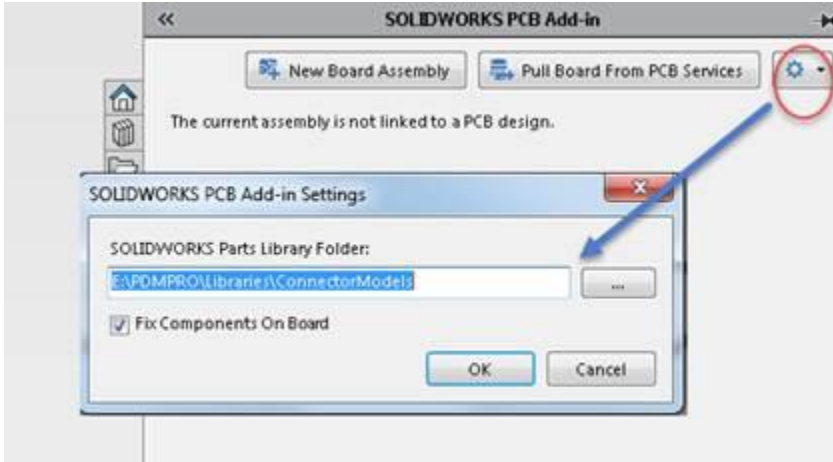 SOLIDWORKS PCB Add-in
New Board Assembly
Pull Board From PCB Services
The current assembly is not linked to a PCB design.
SOLIDWORKS PCB Add-in Settings
SOLIDWORKS Parts Library Folder:
E:\PDMPRO\Libraries\ConnectorModels
...
Fix Components On Board
OK
Cancel